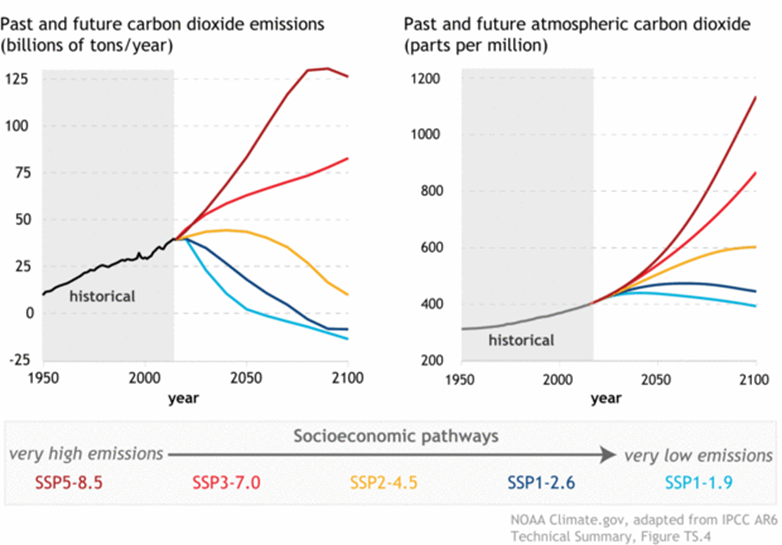 Past and future carbon dioxide emissions
(billions of tons/year)
125
100
75
50
25
0
-25
historical
1950
2000
2050
2100
year
Past and future atmospheric carbon dioxide
(parts per million)
1200
1000
800
600
400
200
historical
1950
2000
2050
2100
year
Socioeconomic pathways
very high emissions
very low emissions
SSP5-8.5
SSP3-7.0
SSP2-4.5
SSP1-2.6
SSP1-1.9
NOAA Climate.gov, adapted from IPCC AR6
Technical Summary, Figure TS.4